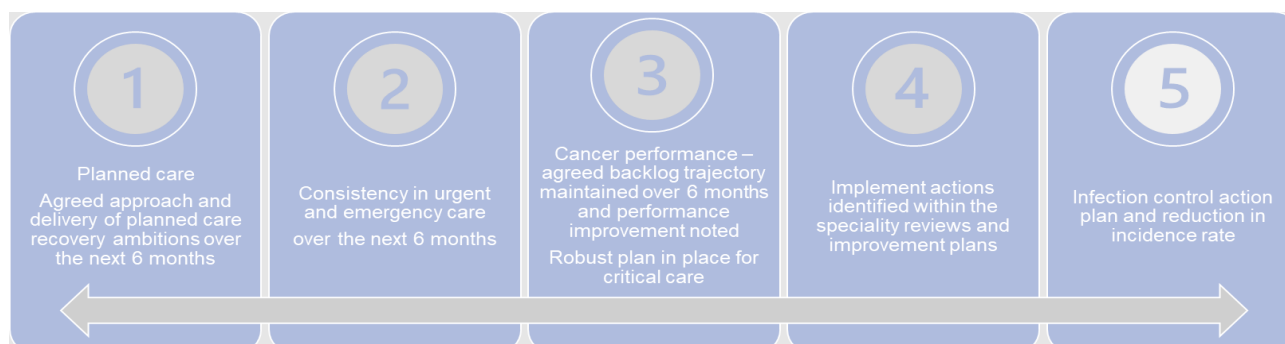 1
Planned care
Agreed approach and
delivery of planned care
recovery ambitions over
the next 6 months
2
Consistency in urgent
and emergency care
over the next 6 months
3
Cancer performance –
agreed backlog trajectory
maintained over 6 months
and performance
improvement noted
Robust plan in place for
critical care
4
Implement actions
identified within the
speciality reviews and
improvement plans
5
Infection control action
plan and reduction in
incidence rate